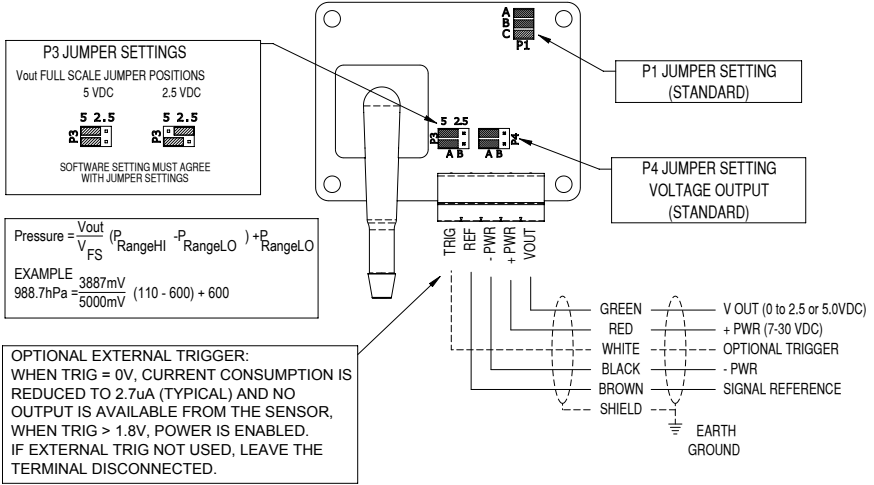 P3 JUMPER SETTINGS
Vout FULL SCALE JUMPER POSITIONS
5 VDC 2.5 VDC
5 2.5 5 2.5
P3 P3
SOFTWARE SETTING MUST AGREE
WITH JUMPER SETTINGS
A
B
C
P1
P1 JUMPER SETTING
(STANDARD)
5 2.5
P3 P4
A B A B
P4 JUMPER SETTING
VOLTAGE OUTPUT
(STANDARD)
Pressure = Vout / VFS (PRangeHI - PRangeLO ) + PRangeLO
EXAMPLE
988.7hPa = 3887mV / 5000mV (110 - 600) + 600
TRIG
REF
- PWR
+ PWR
VOUT
GREEN V OUT (0 to 2.5 or 5.0VDC)
RED + PWR (7-30 VDC)
WHITE OPTIONAL TRIGGER
BLACK - PWR
BROWN SIGNAL REFERENCE
SHIELD
EARTH
GROUND
OPTIONAL EXTERNAL TRIGGER:
WHEN TRIG = 0V, CURRENT CONSUMPTION IS
REDUCED TO 2.7uA (TYPICAL) AND NO
OUTPUT IS AVAILABLE FROM THE SENSOR,
WHEN TRIG > 1.8V, POWER IS ENABLED.
IF EXTERNAL TRIG NOT USED, LEAVE THE
TERMINAL DISCONNECTED.